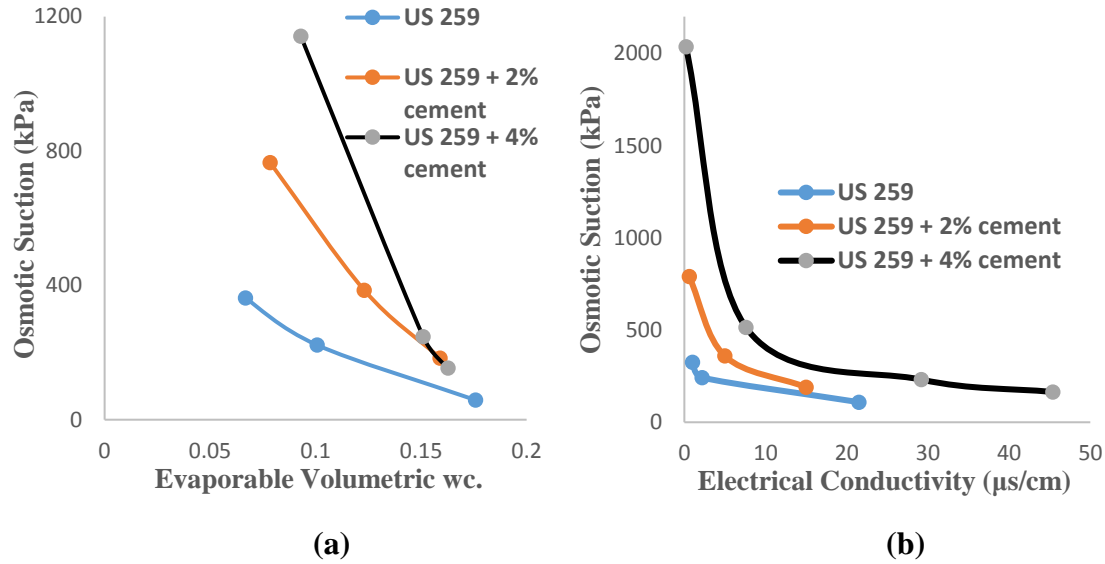 1200
800
400
0
Osmotic Suction (kPa)
0
0.05
0.1
0.15
0.2
Evaporable Volumetric wc.
US 259
US 259 + 2%
cement
US 259 + 4%
cement
(a)
2000
1500
1000
500
0
Osmotic Suction (kPa)
0
10
20
30
40
50
Electrical Conductivity (µs/cm)
US 259
US 259 + 2% cement
US 259 + 4% cement
(b)